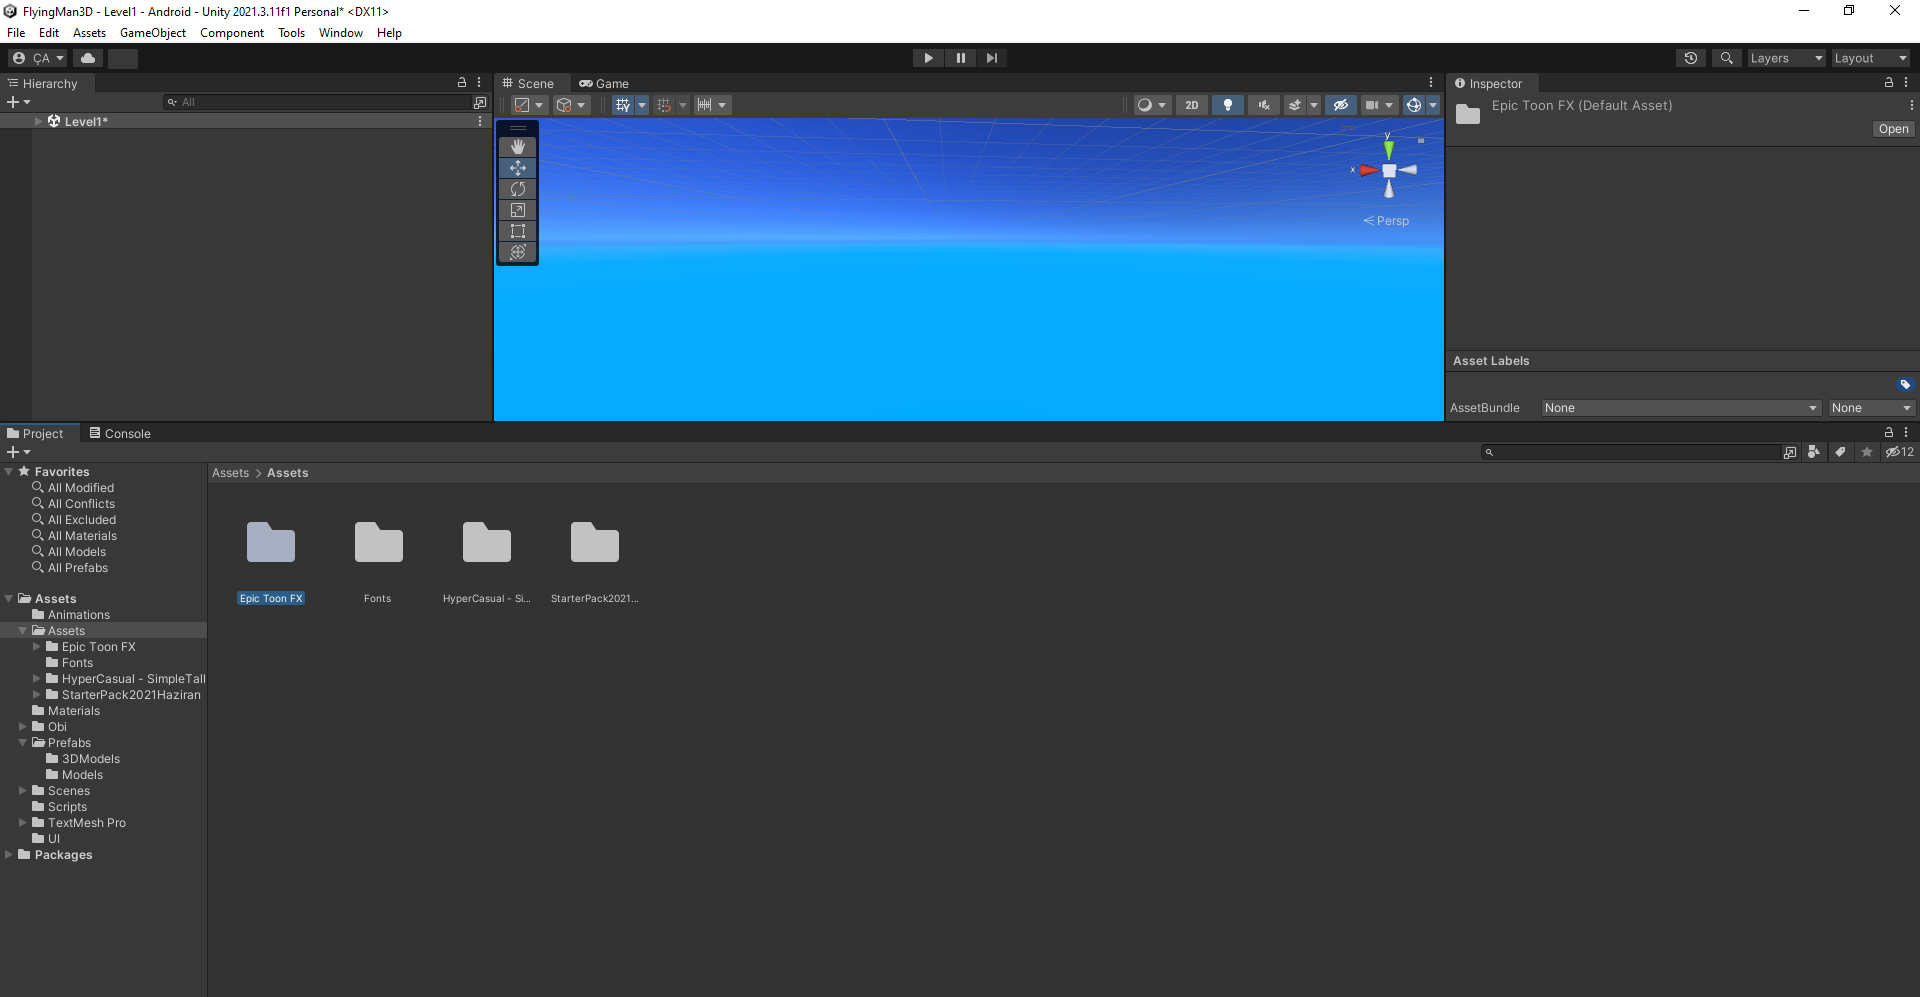 FlyingMan3D - Level1 - Android - Unity 2021.3.11f1 Personal* <DX11>
File Edit Assets GameObject Component Tools Window Help
ÇA
Layers Layout
Hierarchy
All
Level1*
Scene Game
2D
y
x
Persp
Inspector
Epic Toon FX (Default Asset)
Open
Asset Labels
AssetBundle None None
Project Console
12
Favorites
All Modified
All Conflicts
All Excluded
All Materials
All Models
All Prefabs
Assets
Animations
Assets
Epic Toon FX
Fonts
HyperCasual - SimpleTall
StarterPack2021Haziran
Materials
Obi
Prefabs
3DModels
Models
Scenes
Scripts
TextMesh Pro
UI
Packages
Assets > Assets
Epic Toon FX Fonts HyperCasual - Si... StarterPack2021...